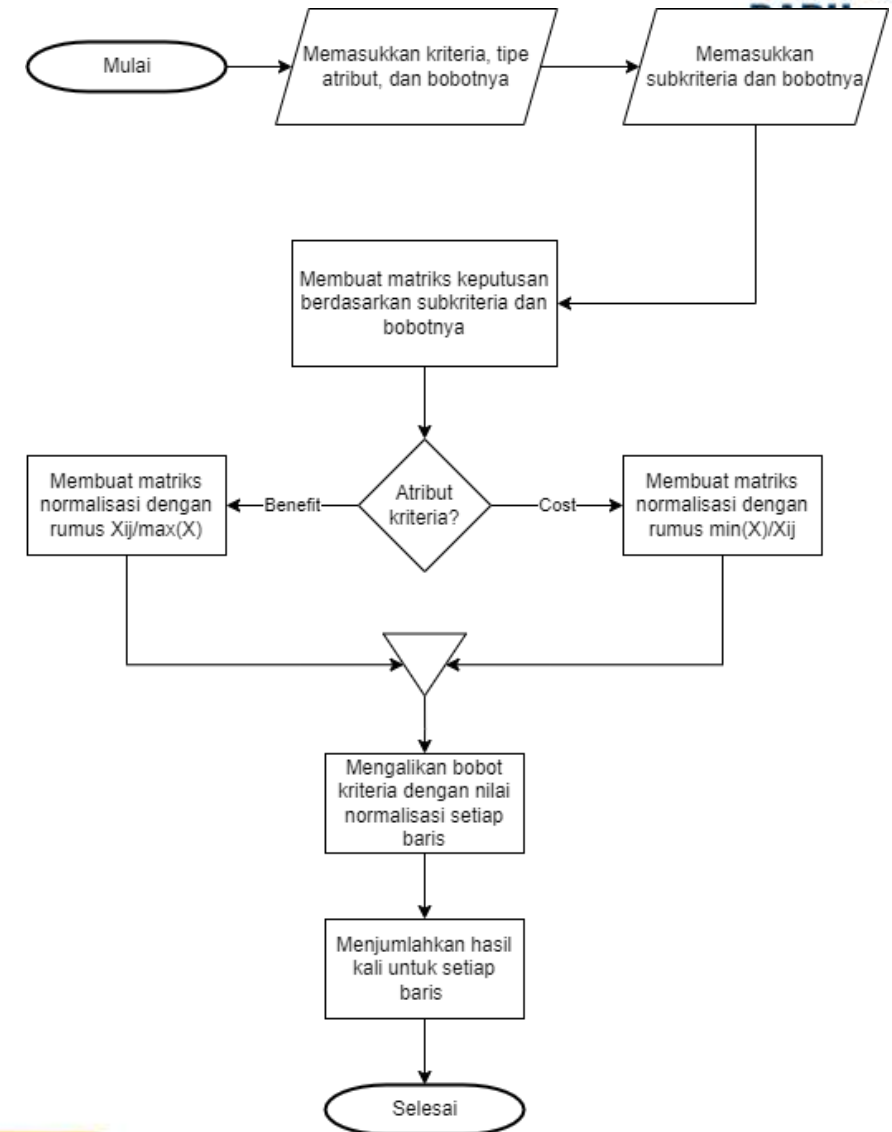 Mulai
Memasukkan kriteria, tipe
atribut, dan bobotnya
Memasukkan
subkriteria dan bobotnya
Membuat matriks keputusan
berdasarkan subkriteria dan
bobotnya
Atribut
kriteria?
Benefit
Cost
Membuat matriks
normalisasi dengan
rumus Xij/max(X)
Membuat matriks
normalisasi dengan
rumus min(X)/Xij
Mengalikan bobot
kriteria dengan nilai
normalisasi setiap
baris
Menjumlahkan hasil
kali untuk setiap
baris
Selesai